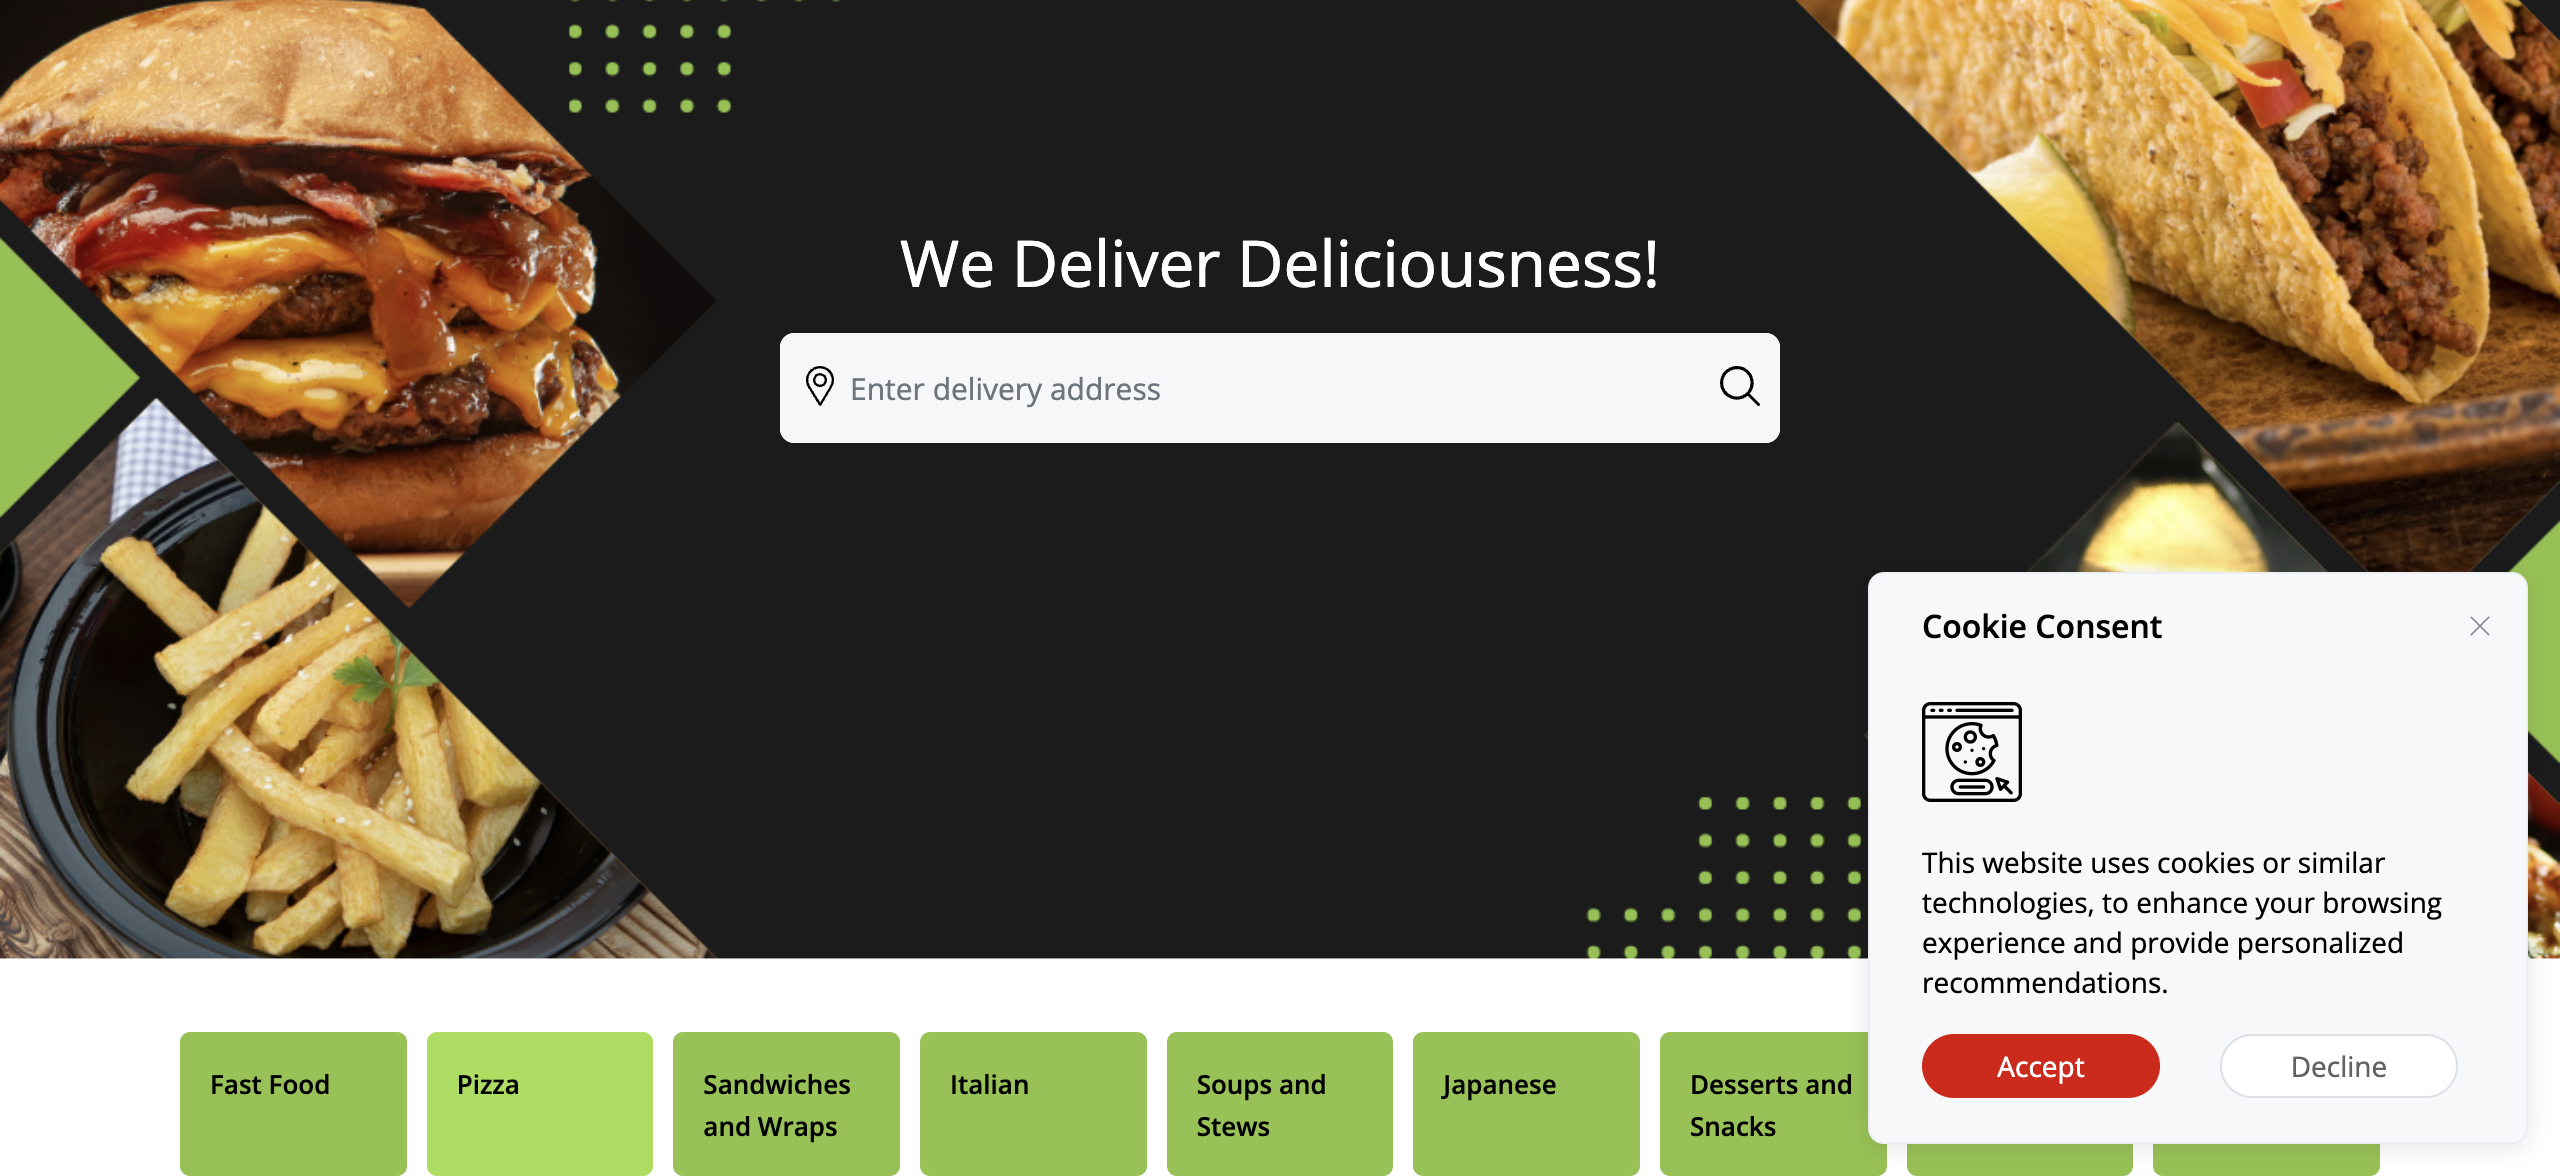 We Deliver Deliciousness!
Enter delivery address
Cookie Consent
This website uses cookies or similar
technologies, to enhance your browsing
experience and provide personalized
recommendations.
Accept
Decline
Fast Food
Pizza
Sandwiches
and Wraps
Italian
Soups and
Stews
Japanese
Desserts and
Snacks